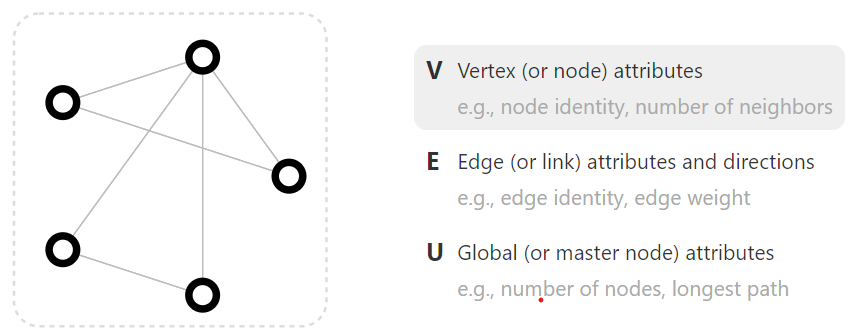 V Vertex (or node) attributes
e.g., node identity, number of neighbors
E Edge (or link) attributes and directions
e.g., edge identity, edge weight
U Global (or master node) attributes
e.g., number of nodes, longest path